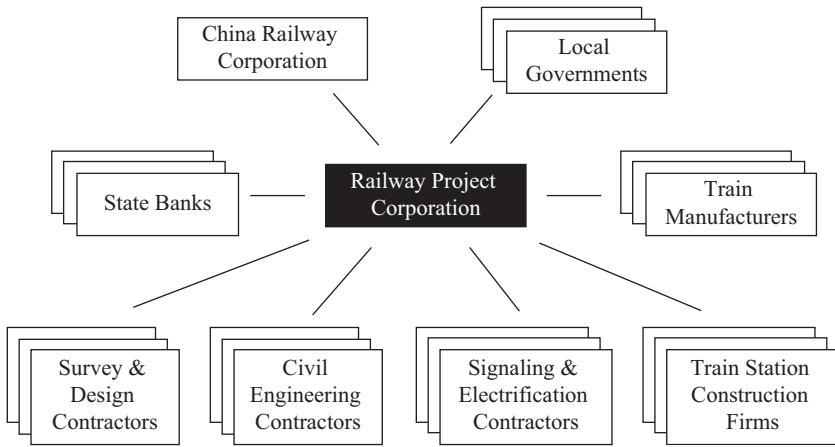 China Railway
Corporation
Local
Governments
State Banks
Railway Project
Corporation
Train
Manufacturers
Survey &
Design
Contractors
Civil
Engineering
Contractors
Signaling &
Electrification
Contractors
Train Station
Construction
Firms